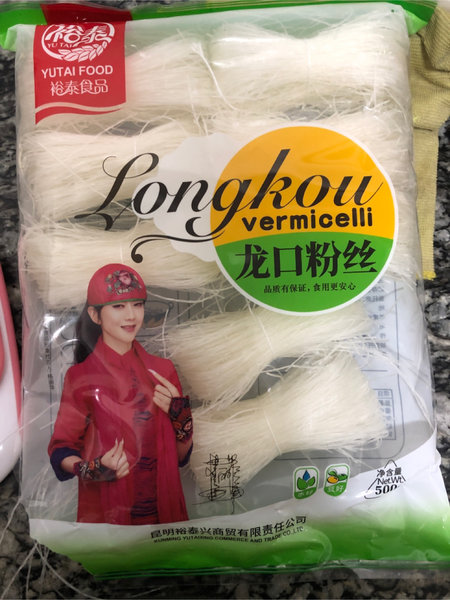 裕泰
YU TAI
YUTAI FOOD
裕泰食品
Longkou
vermicelli
龙口粉丝
品质有保证，食用更安心
净含量
Net.Wt
500
昆明裕泰兴商贸有限责任公司
KUNMING YUTAIXING COMMERCE AND TRADE CO.,LTD